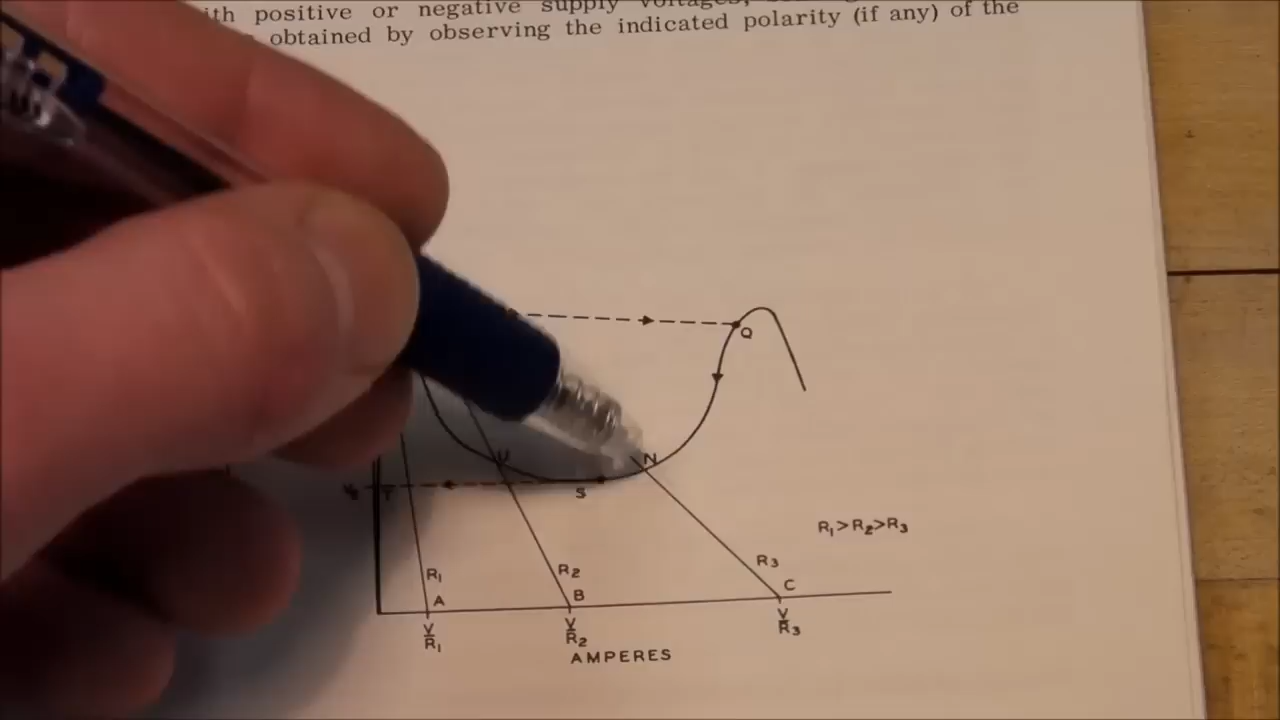 with positive or negative supply voltages,
obtained by observing the indicated polarity (if any) of the
Q
U
N
T
S
R1>R2>R3
R1
A
R2
B
R3
C
V/R1
V/R2
V/R3
AMPERES